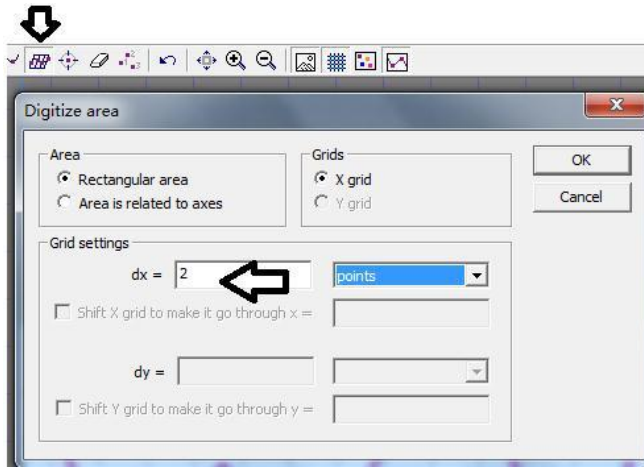 Digitize area
Area
Rectangular area
Area is related to axes
Grids
X grid
Y grid
OK
Cancel
Grid settings
dx = 2 points
Shift X grid to make it go through x =
dy =
Shift Y grid to make it go through y =